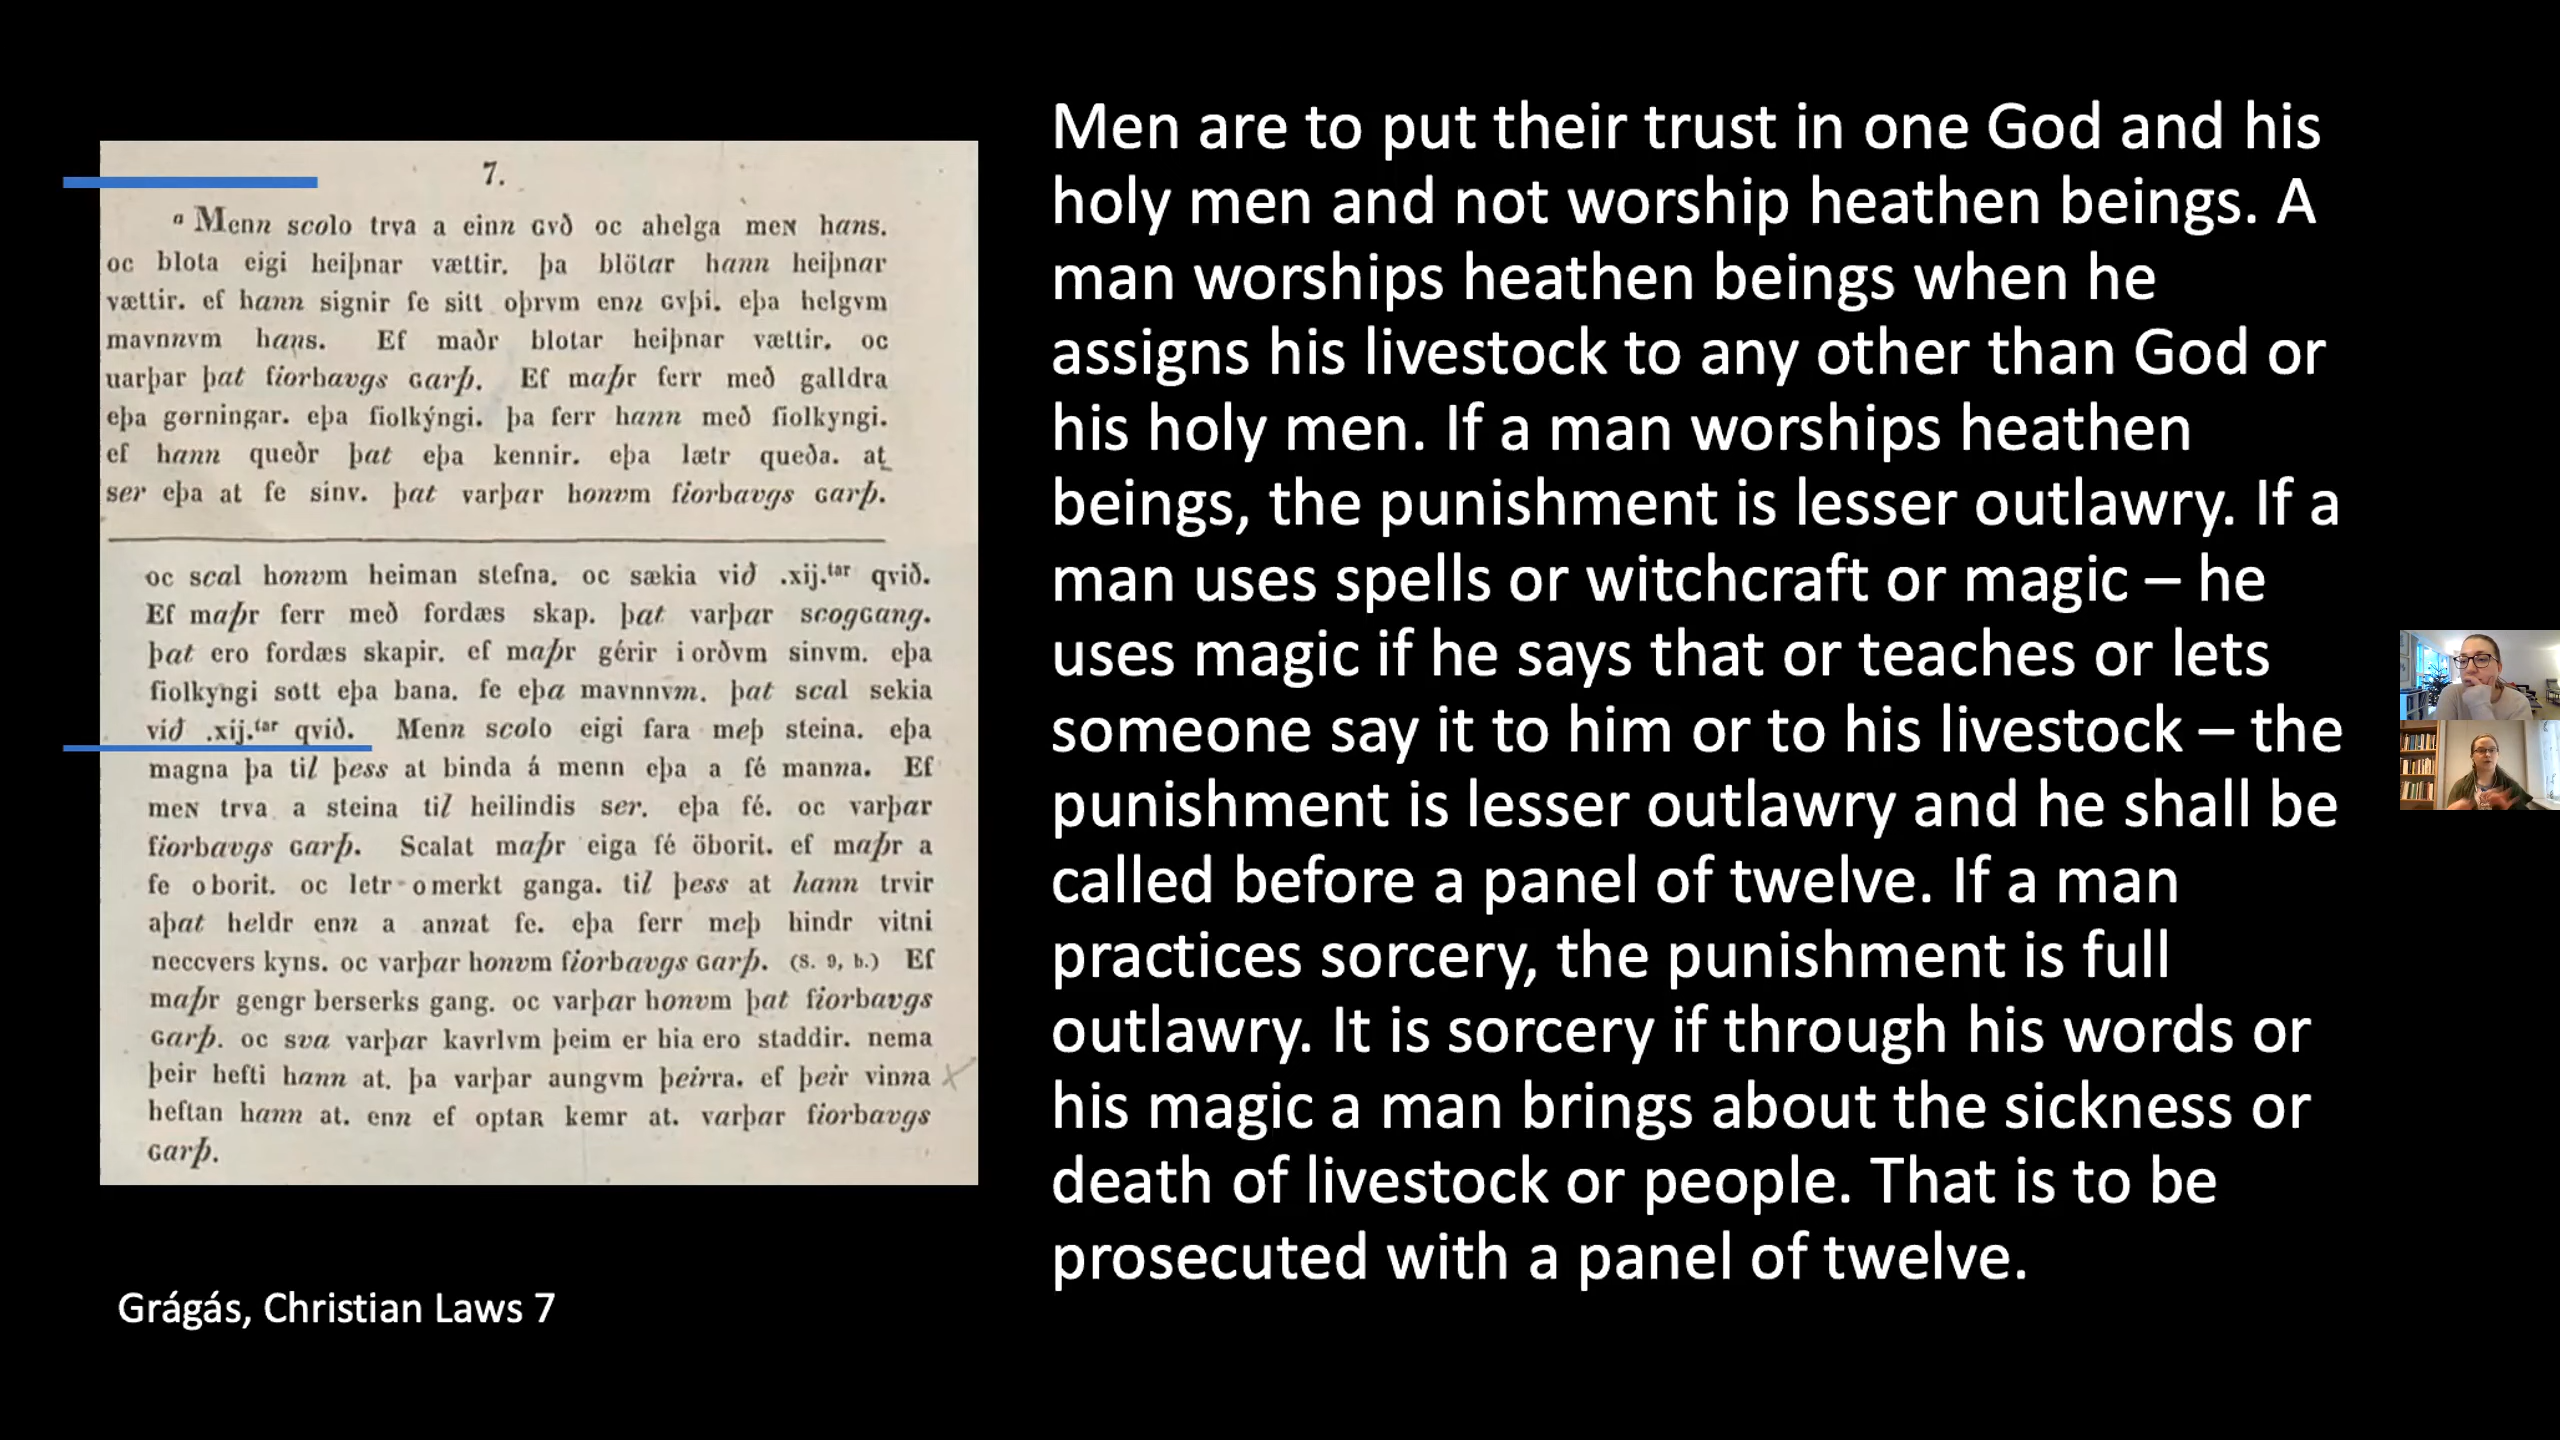 7.
a Menn scolo trva a einn Gvð oc ahelga meɴ hans.
oc blota eigi heiþnar vættir. þa blötar hann heiþnar
vættir. ef hann signir fe sitt oþrvm enn Gvþi. eþa helgvm
mavnnvm hans. Ef maðr blotar heiþnar vættir. oc
uarþar þat fiorbavgs Garþ. Ef maþr ferr með galldra
eþa gorningar. eþa fiolkýngi. þa ferr hann með fiolkyngi.
ef hann queðr þat eþa kennir. eþa lætr queða. at
ser eþa at fe sinv. þat varþar honvm fiorbavgs Garþ.
oc scal honvm heiman stefna. oc sækia við .xij.tar qvið.
Ef maþr ferr með fordæs skap. þat varþar scogGang.
þat ero fordæs skapir. ef maþr gérir i orðvm sinvm. eþa
fiolkyngi sott eþa bana. fe eþa mavnnvm. þat scal sekia
við .xij.tar qvið. Menn scolo eigi fara meþ steina. eþa
magna þa til þess at binda á menn eþa a fé manna. Ef
meɴ trva a steina til heilindis ser. eþa fé. oc varþar
fiorbavgs Garþ. Scalat maþr eiga fé öborit. ef maþr a
fe oborit. oc letr omerkt ganga. til þess at hann trvir
aþat heldr enn a annat fe. eþa ferr meþ hindr vitni
neccvers kyns. oc varþar honvm fiorbavgs Garþ. (S. 9, b.) Ef
maþr gengr berserks gang. oc varþar honvm þat fiorbavgs
Garþ. oc sva varþar kavrlvm þeim er hia ero staddir. nema
þeir hefti hann at. þa varþar aungvm þeirra. ef þeir vinna
heftan hann at. enn ef optaʀ kemr at. varþar fiorbavgs
Garþ.
Grágás, Christian Laws 7
Men are to put their trust in one God and his
holy men and not worship heathen beings. A
man worships heathen beings when he
assigns his livestock to any other than God or
his holy men. If a man worships heathen
beings, the punishment is lesser outlawry. If a
man uses spells or witchcraft or magic – he
uses magic if he says that or teaches or lets
someone say it to him or to his livestock – the
punishment is lesser outlawry and he shall be
called before a panel of twelve. If a man
practices sorcery, the punishment is full
outlawry. It is sorcery if through his words or
his magic a man brings about the sickness or
death of livestock or people. That is to be
prosecuted with a panel of twelve.